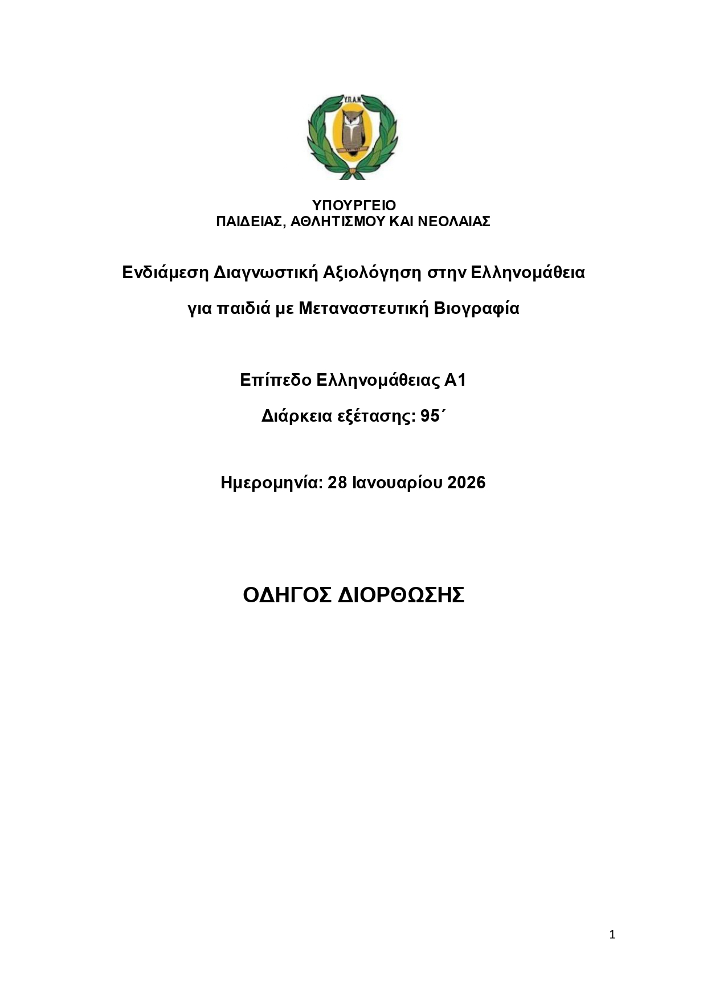 Υ.Π.Α.Ν.
ΥΠΟΥΡΓΕΙΟ
ΠΑΙΔΕΙΑΣ, ΑΘΛΗΤΙΣΜΟΥ ΚΑΙ ΝΕΟΛΑΙΑΣ
Ενδιάμεση Διαγνωστική Αξιολόγηση στην Ελληνομάθεια
για παιδιά με Μεταναστευτική Βιογραφία
Επίπεδο Ελληνομάθειας Α1
Διάρκεια εξέτασης: 95΄
Ημερομηνία: 28 Ιανουαρίου 2026
ΟΔΗΓΟΣ ΔΙΟΡΘΩΣΗΣ
1